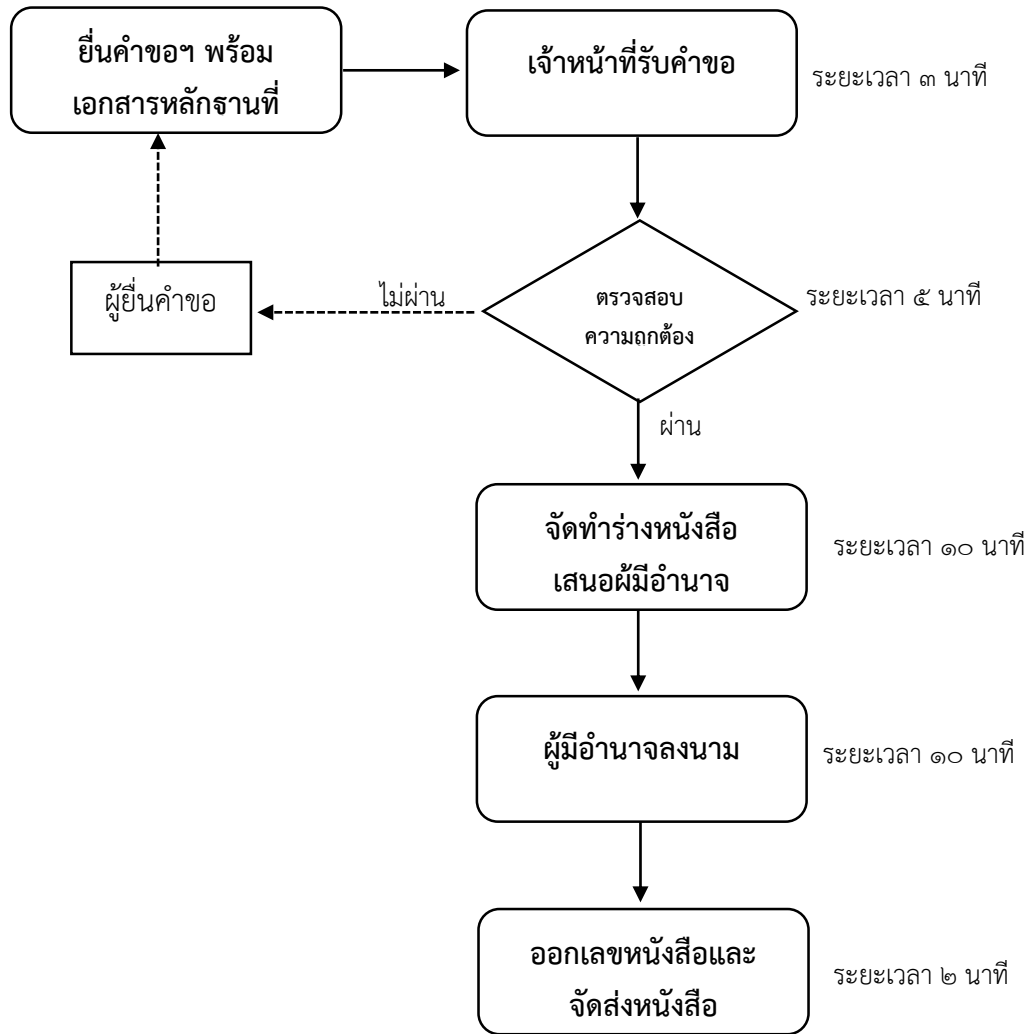 ยื่นคำขอฯ พร้อม
เอกสารหลักฐานที่
เจ้าหน้าที่รับคำขอ
ระยะเวลา ๓ นาที
ผู้ยื่นคำขอ
ไม่ผ่าน
ตรวจสอบ
ความถูกต้อง
ระยะเวลา ๕ นาที
ผ่าน
จัดทำร่างหนังสือ
เสนอผู้มีอำนาจ
ระยะเวลา ๑๐ นาที
ผู้มีอำนาจลงนาม
ระยะเวลา ๑๐ นาที
ออกเลขหนังสือและ
จัดส่งหนังสือ
ระยะเวลา ๒ นาที